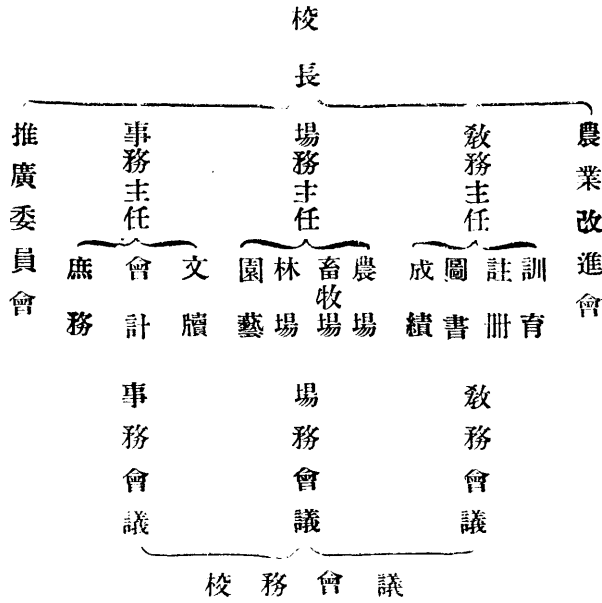 校長
農業改進會
教務主任
場務主任
事務主任
推廣委員會
訓育
註冊
圖書
成績
農場
畜牧場
林場
園藝
文牘
會計
庶務
教務會議
場務會議
事務會議
校務會議